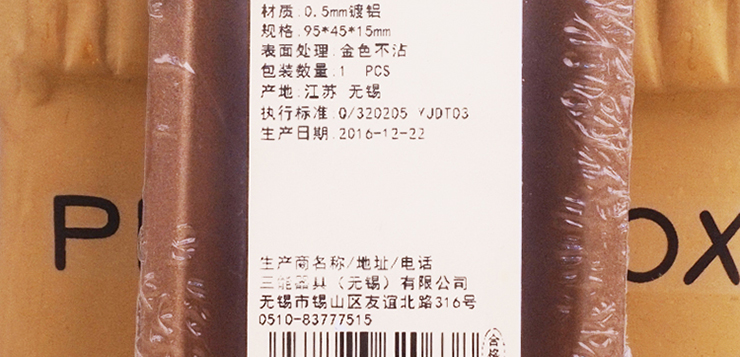 材质.0.5mm镀铝
规格.95*45*15mm
表面处理.金色不沾
包装数量.1 PCS
产地.江苏 无锡
执行标准.Q/320205 YJDT03
生产日期.2016-12-22
生产商名称/地址/电话
三能器具（无锡）有限公司
无锡市锡山区友谊北路316号
0510-83777515
合格
P
OX